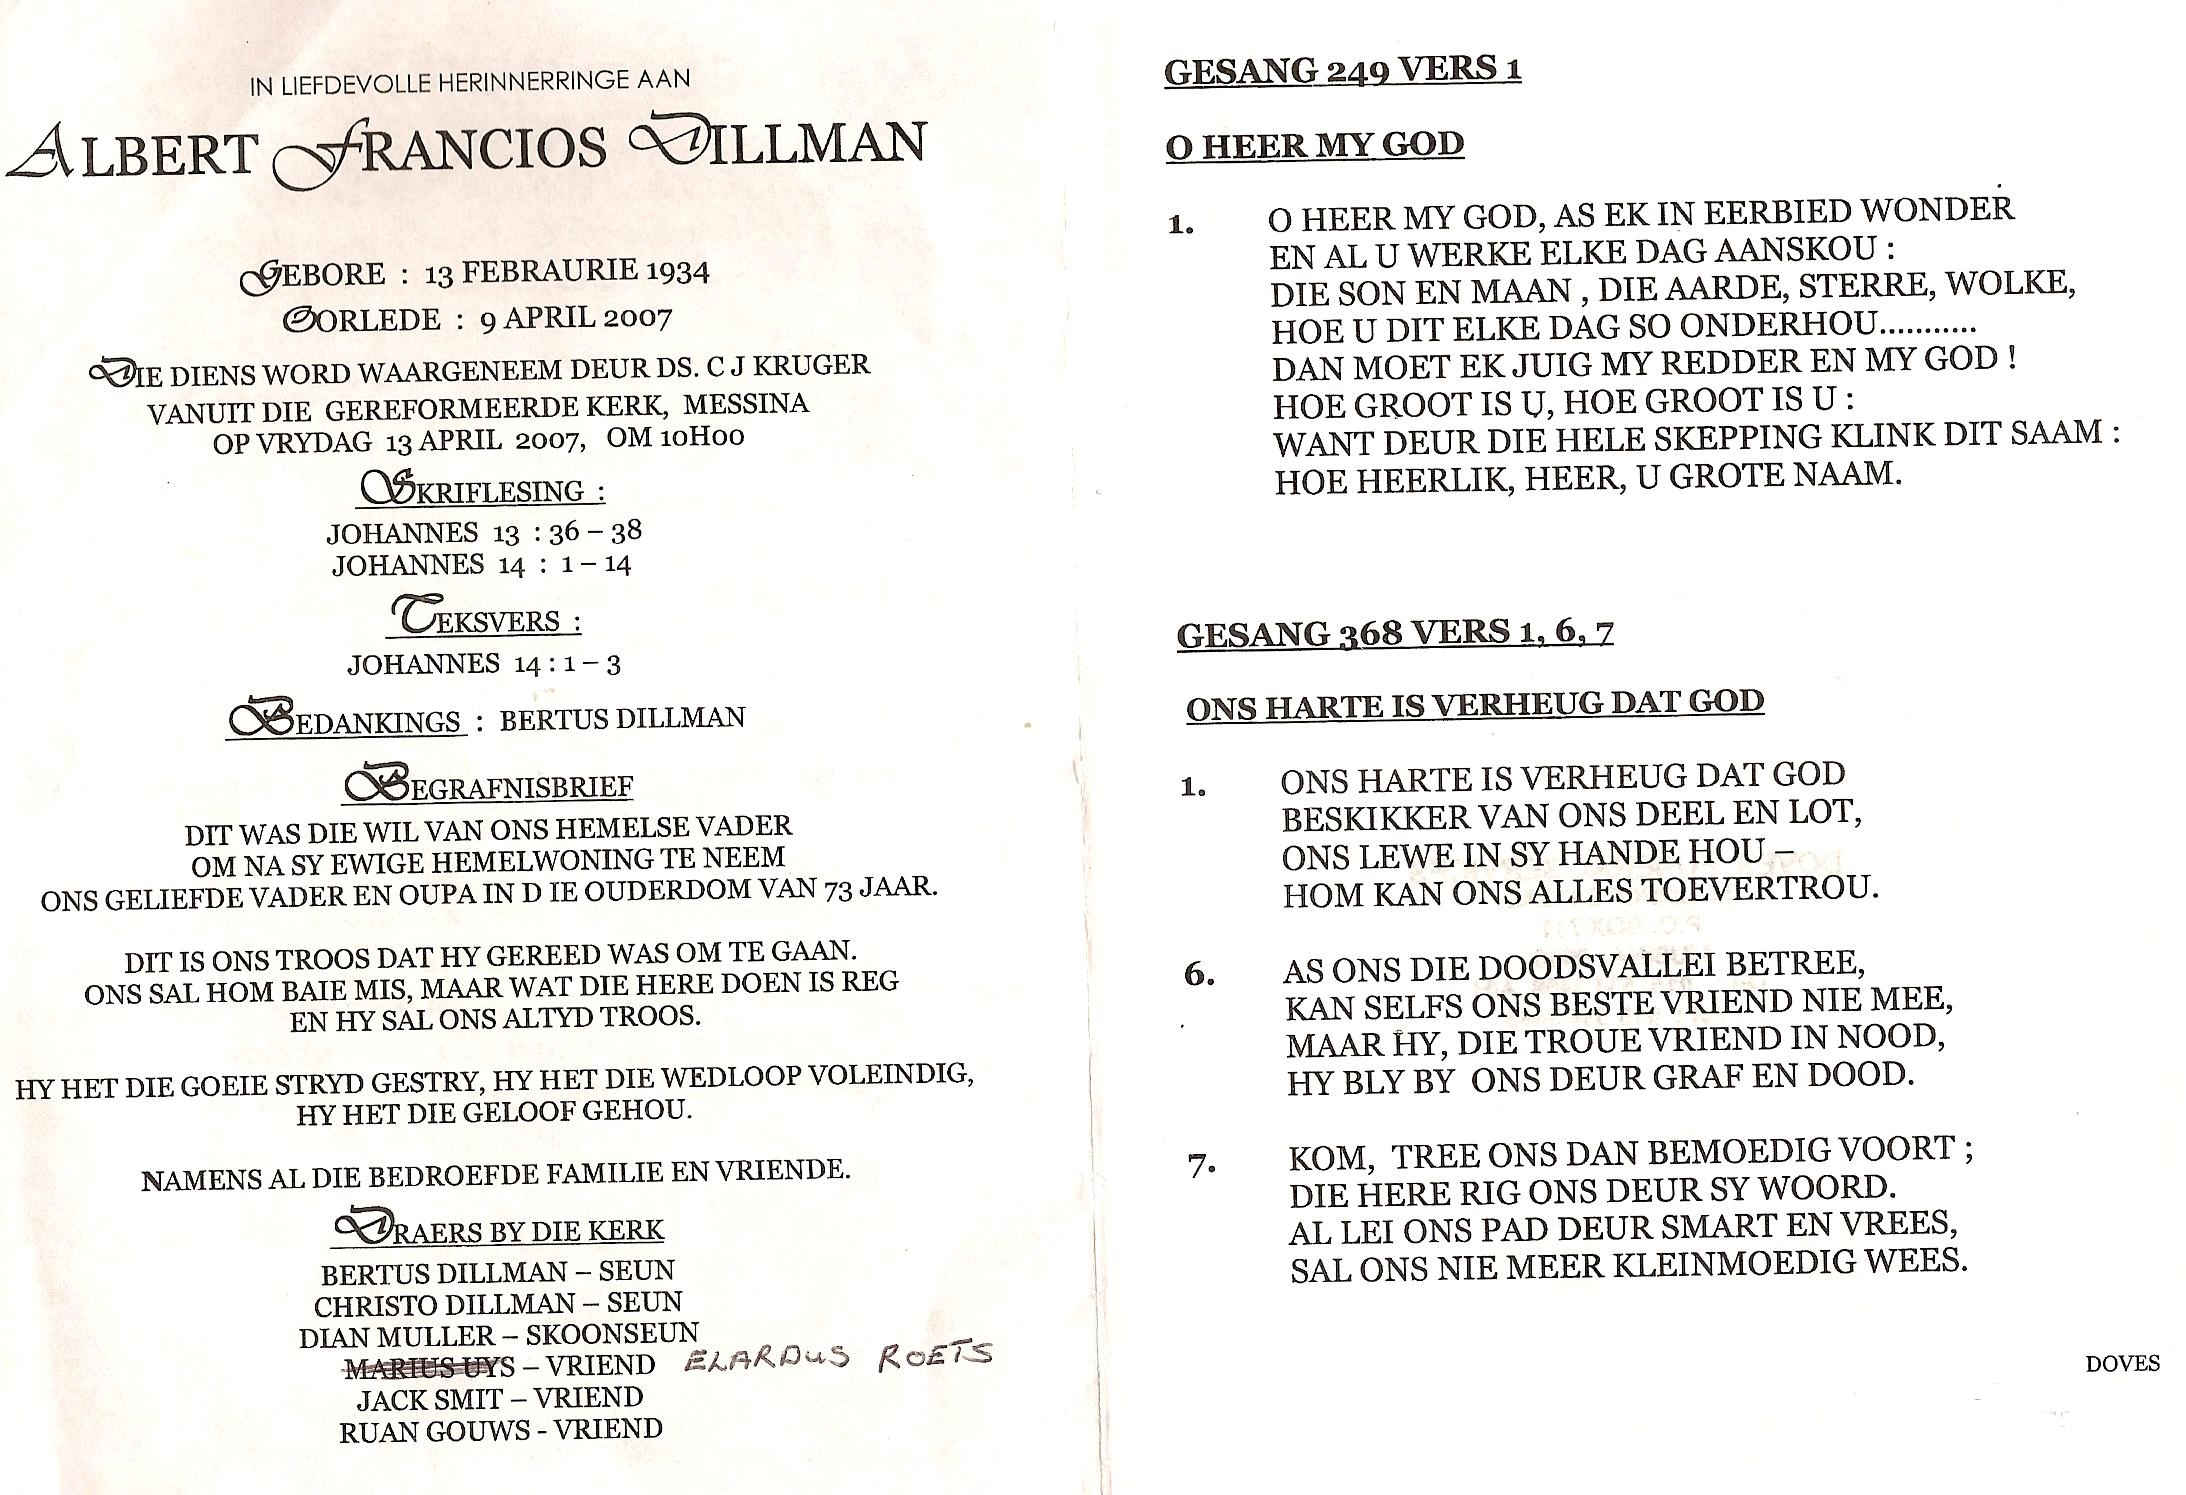 IN LIEFDEVOLLE HERINNERRINGE AAN
ALBERT FRANCIOS DILLMAN
GEBORE : 13 FEBRAURIE 1934
OORLEDE : 9 APRIL 2007
DIE DIENS WORD WAARGENEEM DEUR DS. C J KRUGER
VANUIT DIE GEREFORMEERDE KERK, MESSINA
OP VRYDAG 13 APRIL 2007, OM 10H00
SKRIFLESING :
JOHANNES 13 : 36 – 38
JOHANNES 14 : 1 – 14
TEKSVERS :
JOHANNES 14 : 1 – 3
BEDANKINGS : BERTUS DILLMAN
BEGRAFNISBRIEF
DIT WAS DIE WIL VAN ONS HEMELSE VADER
OM NA SY EWIGE HEMELWONING TE NEEM
ONS GELIEFDE VADER EN OUPA IN D IE OUDERDOM VAN 73 JAAR.
DIT IS ONS TROOS DAT HY GEREED WAS OM TE GAAN.
ONS SAL HOM BAIE MIS, MAAR WAT DIE HERE DOEN IS REG
EN HY SAL ONS ALTYD TROOS.
HY HET DIE GOEIE STRYD GESTRY, HY HET DIE WEDLOOP VOLEINDIG,
HY HET DIE GELOOF GEHOU.
NAMENS AL DIE BEDROEFDE FAMILIE EN VRIENDE.
DRAERS BY DIE KERK
BERTUS DILLMAN – SEUN
CHRISTO DILLMAN – SEUN
DIAN MULLER – SKOONSEUN
MARIUS UYS – VRIEND ELARDUS ROETS
JACK SMIT – VRIEND
RUAN GOUWS - VRIEND
GESANG 249 VERS 1
O HEER MY GOD
1. O HEER MY GOD, AS EK IN EERBIED WONDER
EN AL U WERKE ELKE DAG AANSKOU :
DIE SON EN MAAN , DIE AARDE, STERRE, WOLKE,
HOE U DIT ELKE DAG SO ONDERHOU...........
DAN MOET EK JUIG MY REDDER EN MY GOD !
HOE GROOT IS U, HOE GROOT IS U :
WANT DEUR DIE HELE SKEPPING KLINK DIT SAAM :
HOE HEERLIK, HEER, U GROTE NAAM.
GESANG 368 VERS 1, 6, 7
ONS HARTE IS VERHEUG DAT GOD
1. ONS HARTE IS VERHEUG DAT GOD
BESKIKKER VAN ONS DEEL EN LOT,
ONS LEWE IN SY HANDE HOU –
HOM KAN ONS ALLES TOEVERTROU.
6. AS ONS DIE DOODSVALLEI BETREE,
KAN SELFS ONS BESTE VRIEND NIE MEE,
MAAR HY, DIE TROUE VRIEND IN NOOD,
HY BLY BY ONS DEUR GRAF EN DOOD.
7. KOM, TREE ONS DAN BEMOEDIG VOORT ;
DIE HERE RIG ONS DEUR SY WOORD.
AL LEI ONS PAD DEUR SMART EN VREES,
SAL ONS NIE MEER KLEINMOEDIG WEES.
DOVES